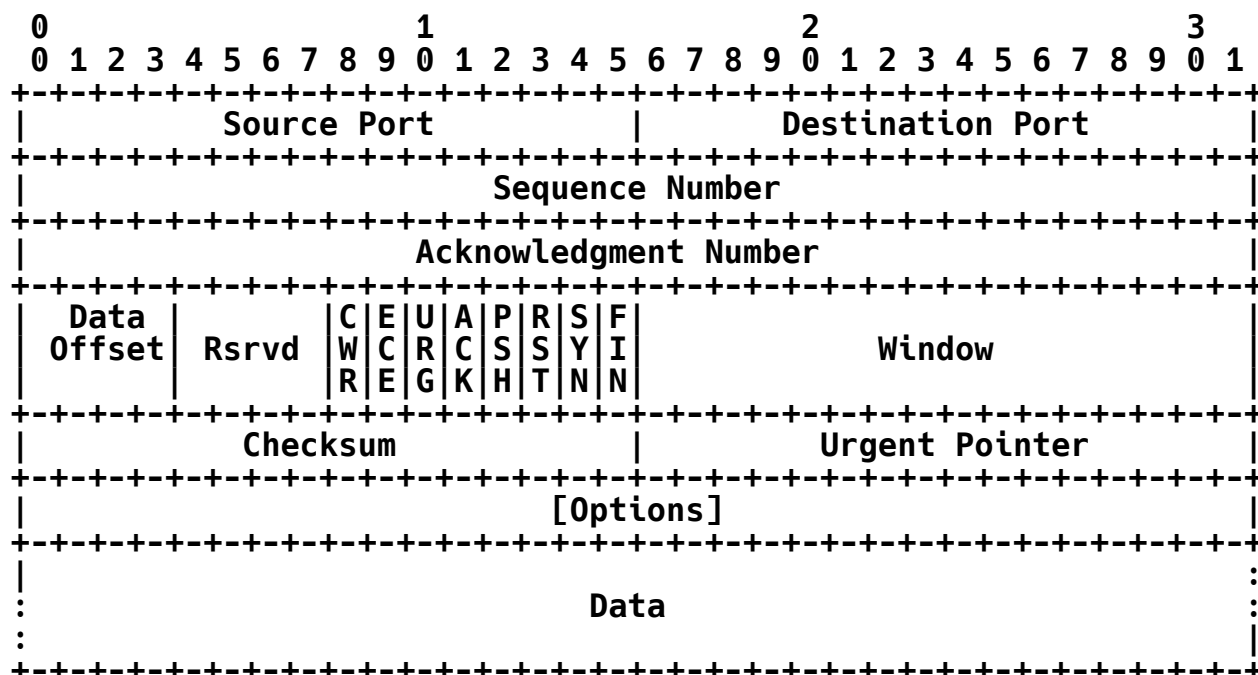 0                   1                   2                   3
 0 1 2 3 4 5 6 7 8 9 0 1 2 3 4 5 6 7 8 9 0 1 2 3 4 5 6 7 8 9 0 1
+-+-+-+-+-+-+-+-+-+-+-+-+-+-+-+-+-+-+-+-+-+-+-+-+-+-+-+-+-+-+-+-+
|          Source Port          |       Destination Port        |
+-+-+-+-+-+-+-+-+-+-+-+-+-+-+-+-+-+-+-+-+-+-+-+-+-+-+-+-+-+-+-+-+
|                        Sequence Number                        |
+-+-+-+-+-+-+-+-+-+-+-+-+-+-+-+-+-+-+-+-+-+-+-+-+-+-+-+-+-+-+-+-+
|                    Acknowledgment Number                      |
+-+-+-+-+-+-+-+-+-+-+-+-+-+-+-+-+-+-+-+-+-+-+-+-+-+-+-+-+-+-+-+-+
|  Data |       |C|E|U|A|P|R|S|F|                               |
| Offset| Rsrvd |W|C|R|C|S|S|Y|I|            Window             |
|       |       |R|E|G|K|H|T|N|N|                               |
+-+-+-+-+-+-+-+-+-+-+-+-+-+-+-+-+-+-+-+-+-+-+-+-+-+-+-+-+-+-+-+-+
|           Checksum            |         Urgent Pointer        |
+-+-+-+-+-+-+-+-+-+-+-+-+-+-+-+-+-+-+-+-+-+-+-+-+-+-+-+-+-+-+-+-+
|                           [Options]                           |
+-+-+-+-+-+-+-+-+-+-+-+-+-+-+-+-+-+-+-+-+-+-+-+-+-+-+-+-+-+-+-+-+
|                                                               :
:                             Data                              :
:                                                               |
+-+-+-+-+-+-+-+-+-+-+-+-+-+-+-+-+-+-+-+-+-+-+-+-+-+-+-+-+-+-+-+-+